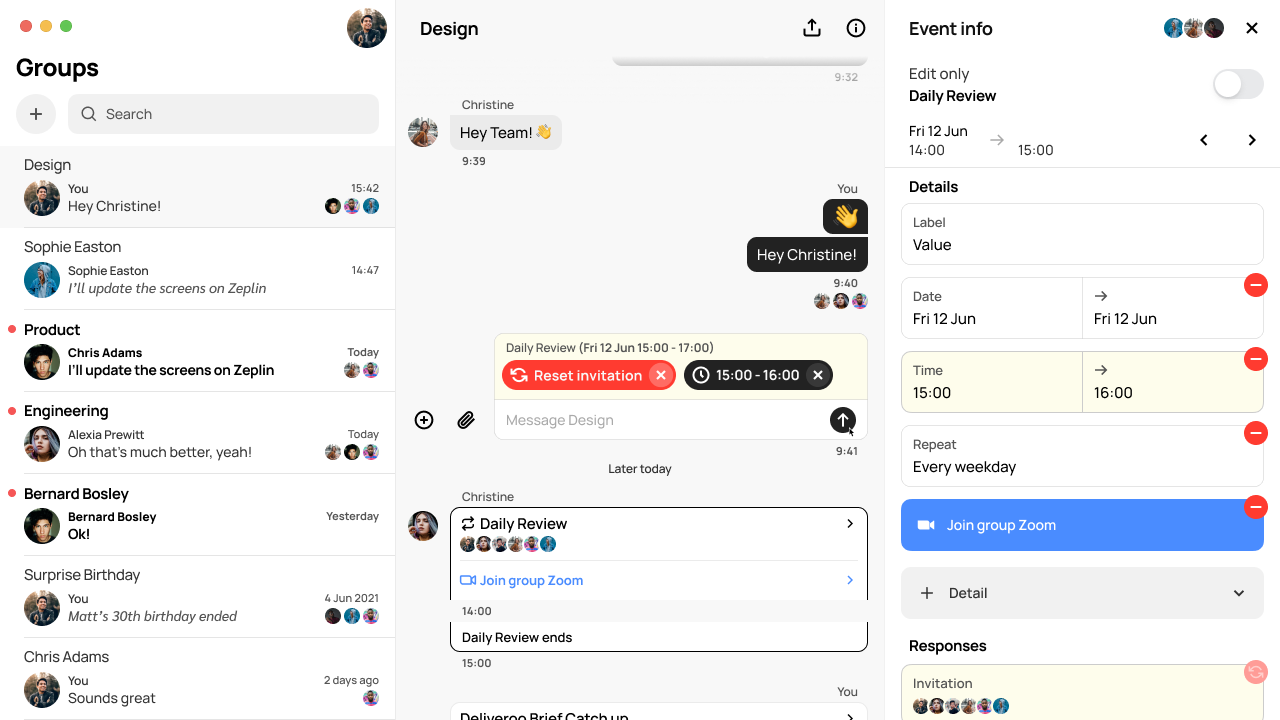 Groups
Search
Design
You
15:42
Hey Christine!
Sophie Easton
Sophie Easton
14:47
I'll update the screens on Zeplin
Product
Chris Adams
Today
I'll update the screens on Zeplin
Engineering
Alexia Prewitt
Today
Oh that's much better, yeah!
Bernard Bosley
Bernard Bosley
Yesterday
Ok!
Surprise Birthday
You
4 Jun 2021
Matt's 30th birthday ended
Chris Adams
You
2 days ago
Sounds great
Design
9:32
Christine
Hey Team! 👋
9:39
You
👋
Hey Christine!
9:40
Daily Review (Fri 12 Jun 15:00 - 17:00)
Reset invitation
15:00 - 16:00
Message Design
9:41
Later today
Christine
Daily Review
Join group Zoom
14:00
Daily Review ends
15:00
You
Deliveroo Brief Catch up
Event info
Edit only
Daily Review
Fri 12 Jun
14:00
15:00
Details
Label
Value
Date
Fri 12 Jun
Fri 12 Jun
Time
15:00
16:00
Repeat
Every weekday
Join group Zoom
Detail
Responses
Invitation